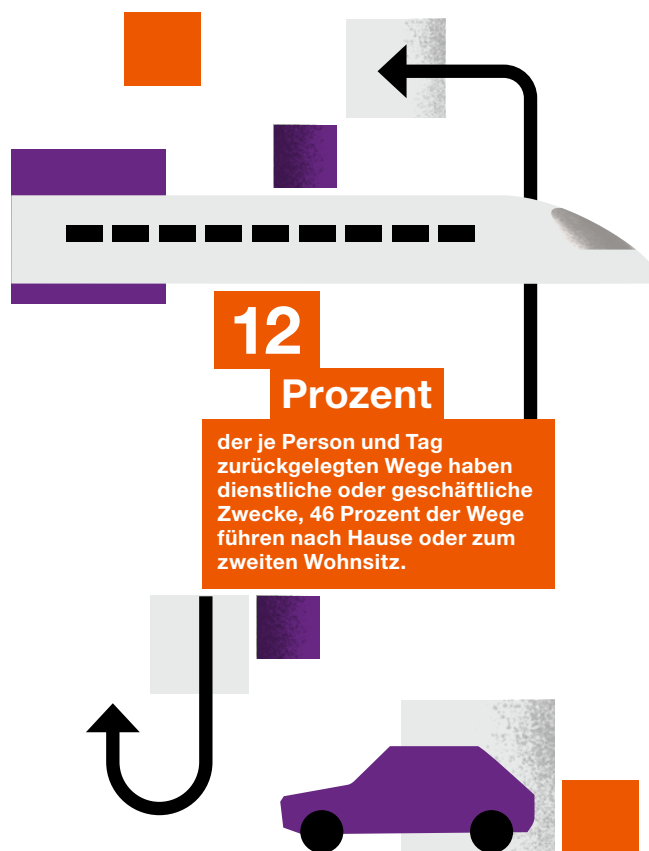 12
Prozent
der je Person und Tag
zurückgelegten Wege haben
dienstliche oder geschäftliche
Zwecke, 46 Prozent der Wege
führen nach Hause oder zum
zweiten Wohnsitz.